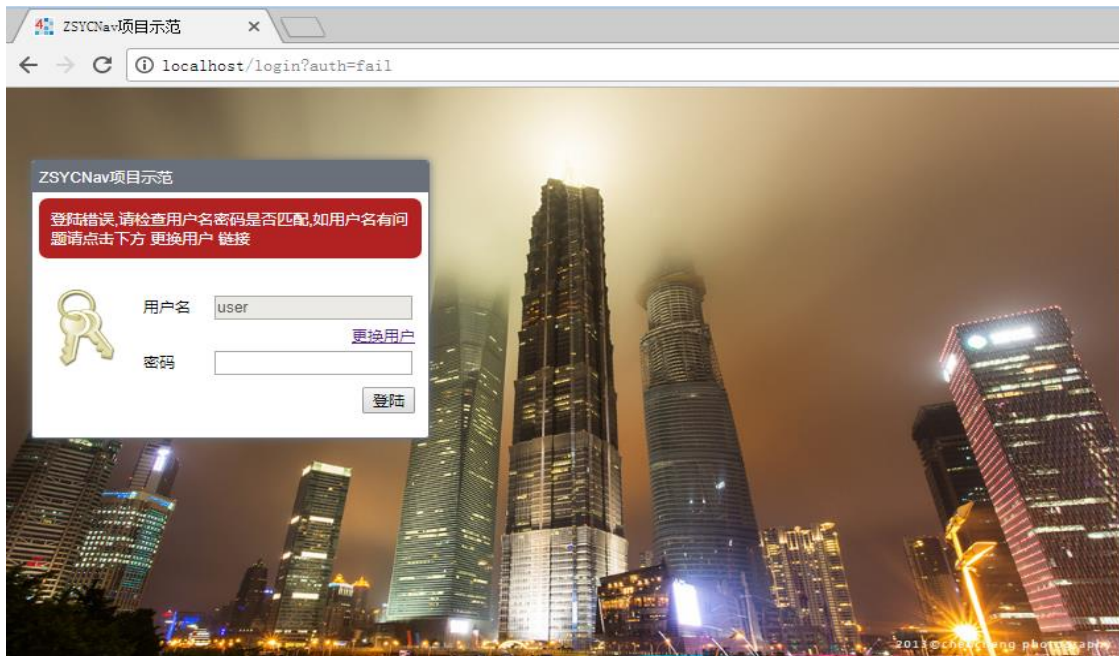 ZSYCNav项目示范
localhost/login?auth=fail
ZSYCNav项目示范
登陆错误,请检查用户名密码是否匹配,如用户名有问
题请点击下方 更换用户 链接
用户名 user
更换用户
密码
登陆
2013©
photography